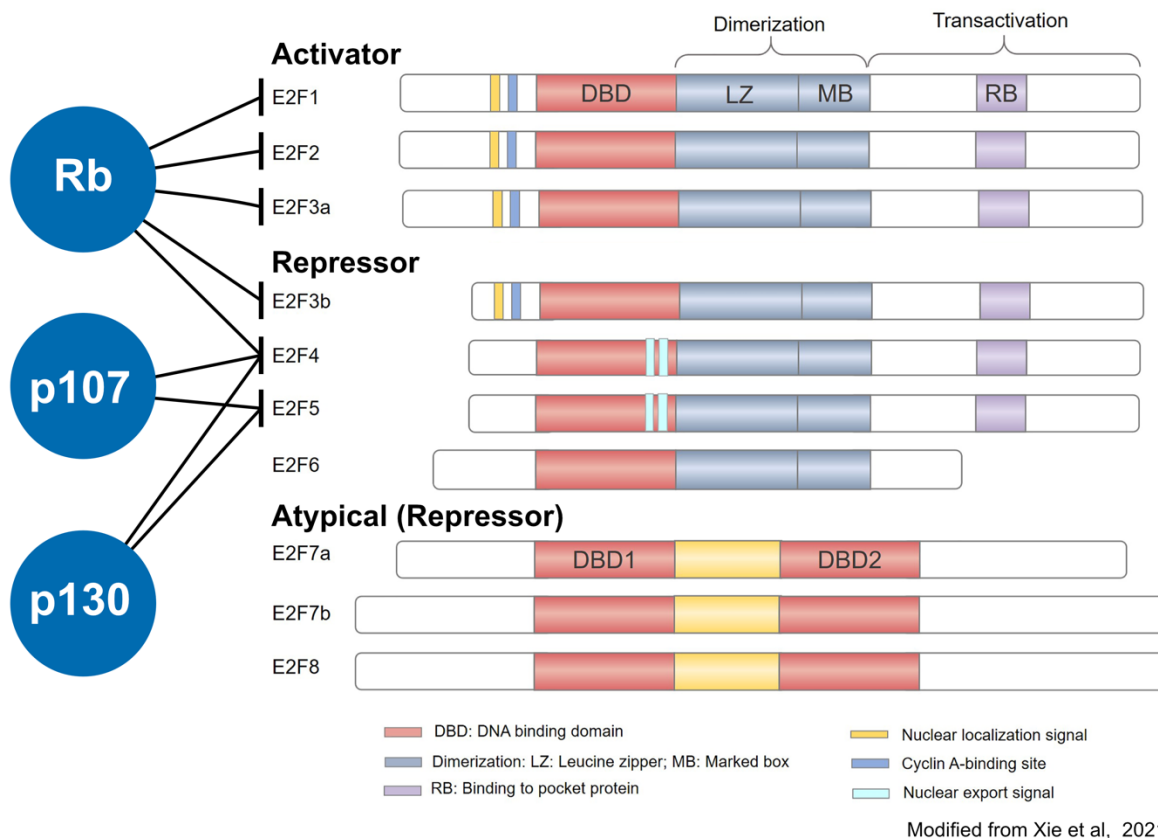 Dimerization
Transactivation
Activator
E2F1
DBD
LZ
MB
RB
E2F2
Rb
E2F3a
Repressor
E2F3b
E2F4
p107
E2F5
E2F6
Atypical (Repressor)
E2F7a
DBD1
DBD2
p130
E2F7b
E2F8
DBD: DNA binding domain
Dimerization: LZ: Leucine zipper; MB: Marked box
RB: Binding to pocket protein
Nuclear localization signal
Cyclin A-binding site
Nuclear export signal
Modified from Xie et al,